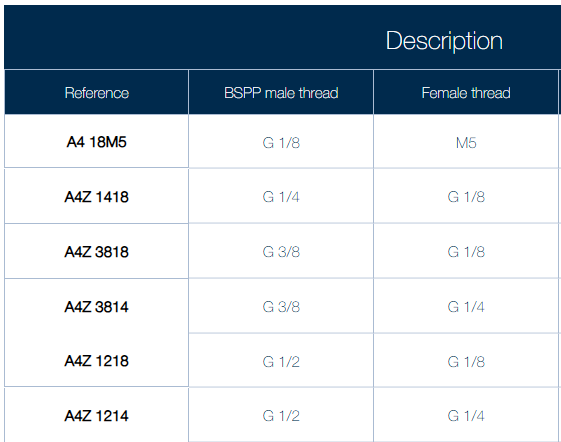 Description
Reference BSPP male thread Female thread
A4 18M5 G 1/8 M5
A4Z 1418 G 1/4 G 1/8
A4Z 3818 G 3/8 G 1/8
A4Z 3814 G 3/8 G 1/4
A4Z 1218 G 1/2 G 1/8
A4Z 1214 G 1/2 G 1/4